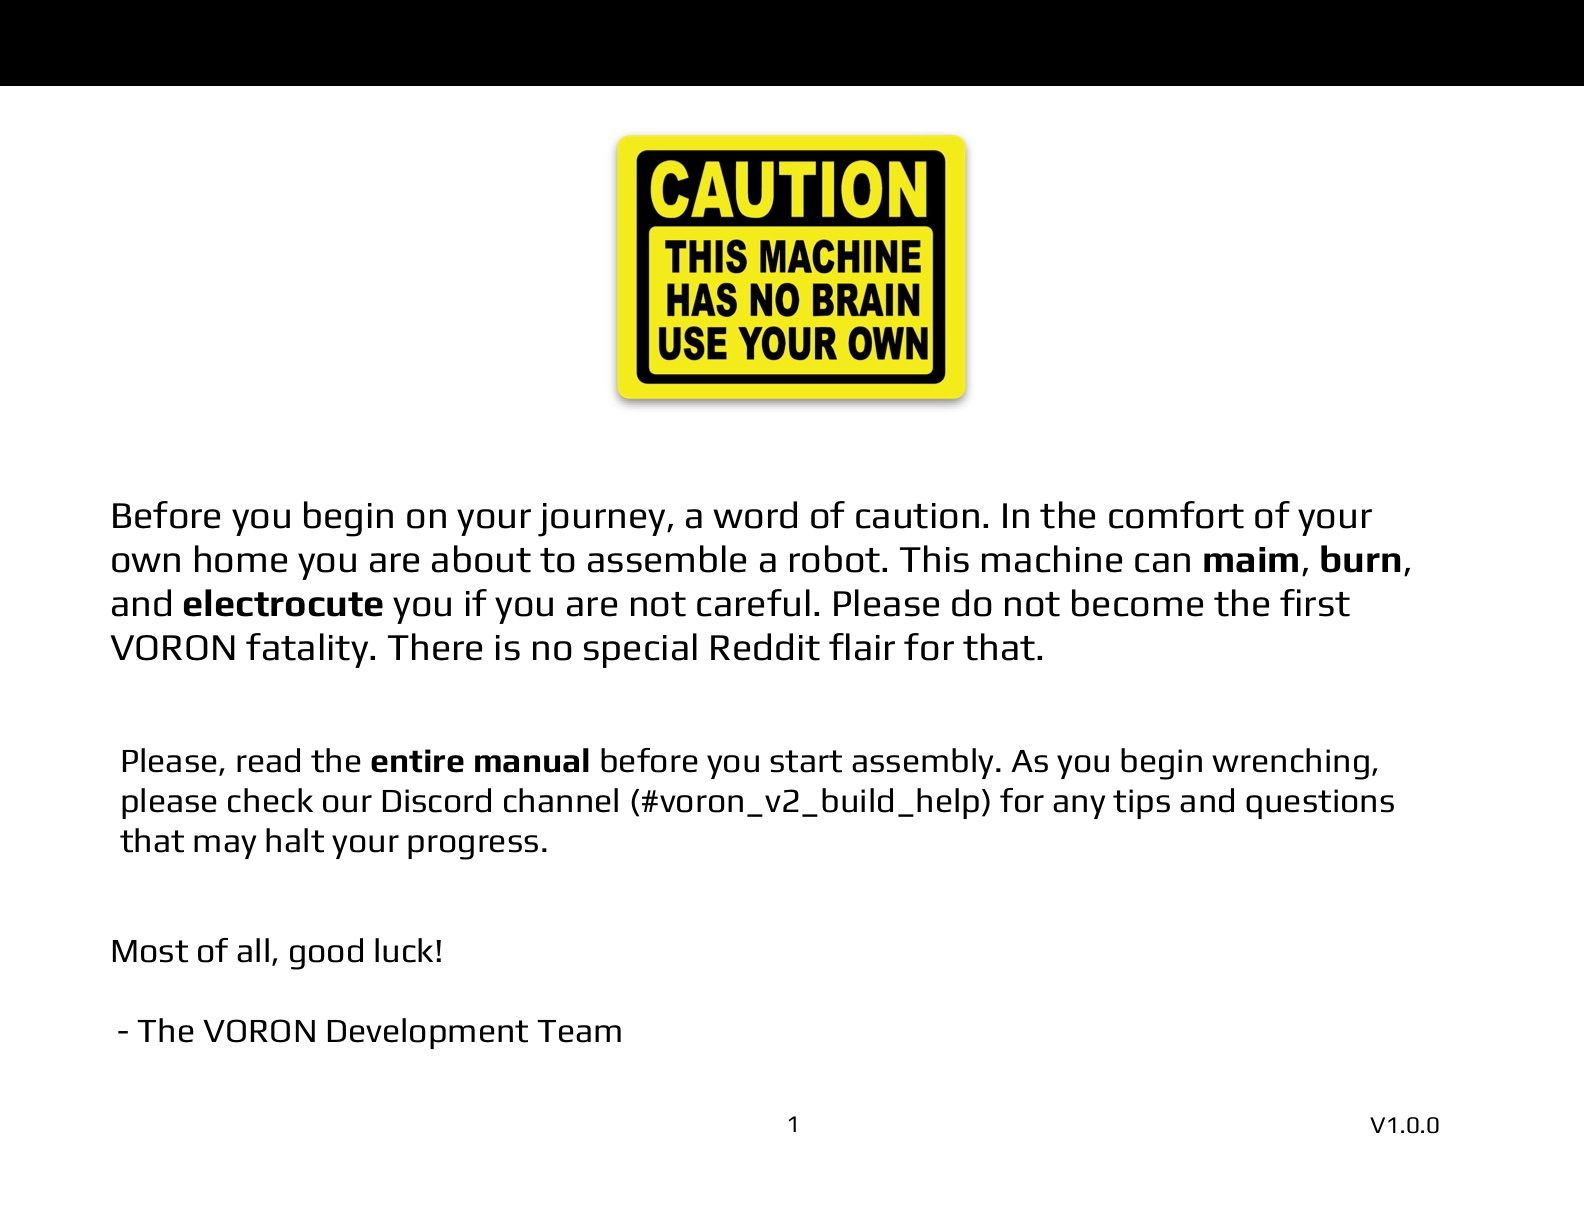 CAUTION
THIS MACHINE
HAS NO BRAIN
USE YOUR OWN
Before you begin on your journey, a word of caution. In the comfort of your
own home you are about to assemble a robot. This machine can maim, burn,
and electrocute you if you are not careful. Please do not become the first
VORON fatality. There is no special Reddit flair for that.
Please, read the entire manual before you start assembly. As you begin wrenching,
please check our Discord channel (#voron_v2_build_help) for any tips and questions
that may halt your progress.
Most of all, good luck!
- The VORON Development Team
1
V1.0.0